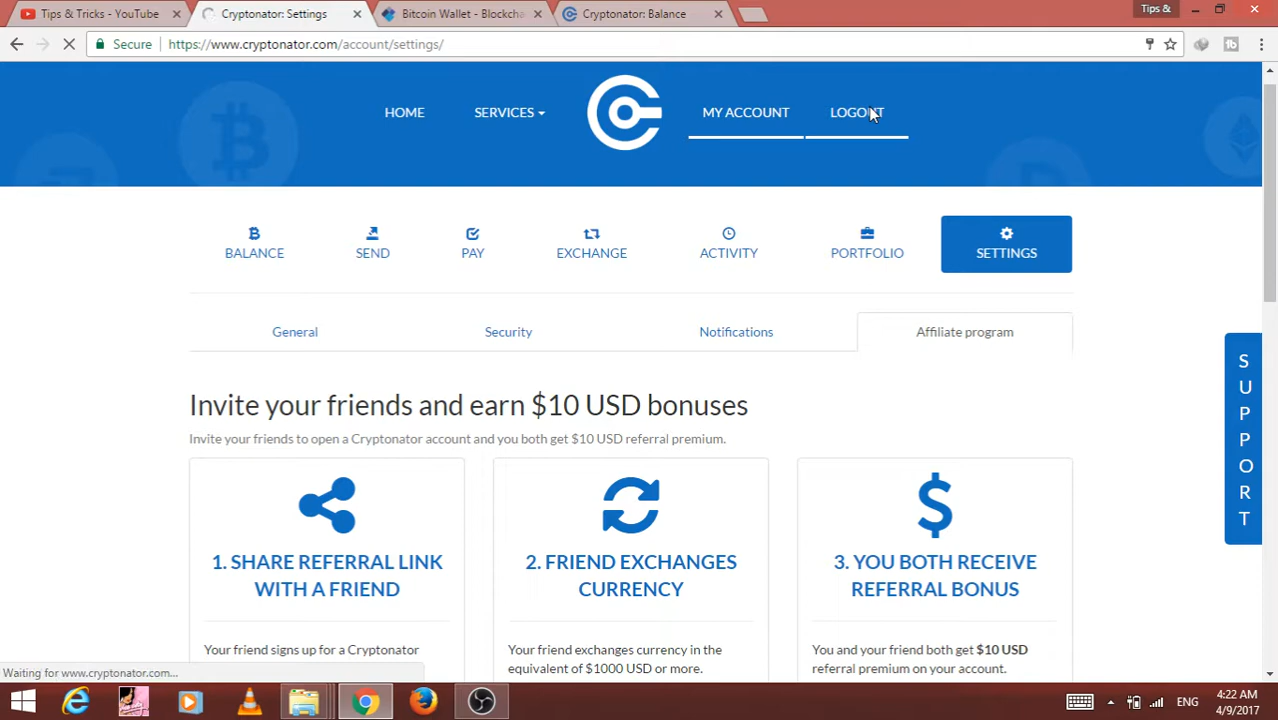 Tips & Tricks - YouTube
Cryptonator: Settings
Bitcoin Wallet - Blockcha
Cryptonator: Balance
Tips &
Secure
https://www.cryptonator.com/account/settings/
HOME
SERVICES
MY ACCOUNT
LOGOUT
BALANCE
SEND
PAY
EXCHANGE
ACTIVITY
PORTFOLIO
SETTINGS
General
Security
Notifications
Affiliate program
Invite your friends and earn $10 USD bonuses
Invite your friends to open a Cryptonator account and you both get $10 USD referral premium.
1. SHARE REFERRAL LINK
WITH A FRIEND
Your friend signs up for a Cryptonator
2. FRIEND EXCHANGES
CURRENCY
Your friend exchanges currency in the
equivalent of $1000 USD or more.
3. YOU BOTH RECEIVE
REFERRAL BONUS
You and your friend both get $10 USD
referral premium on your account.
SUPPORT
Waiting for www.cryptonator.com...
ENG
4:22 AM
4/9/2017